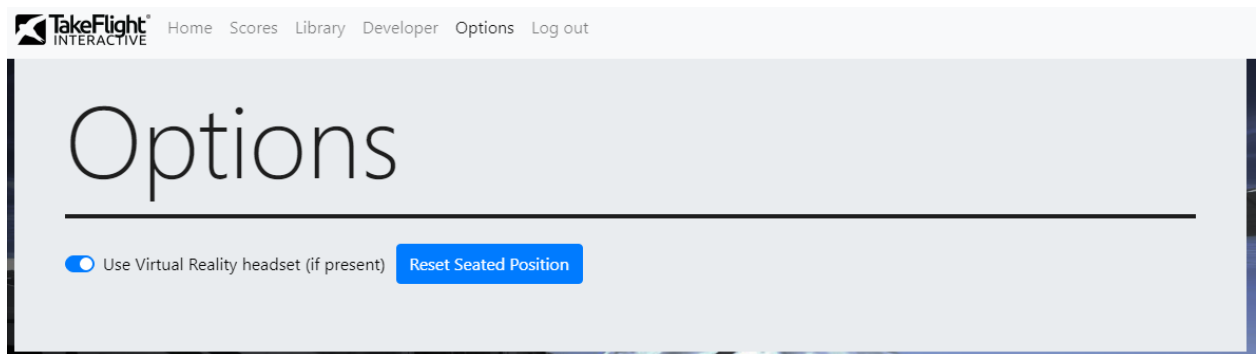 TakeFlight®
INTERACTIVE
Home Scores Library Developer Options Log out
Options
Use Virtual Reality headset (if present) Reset Seated Position